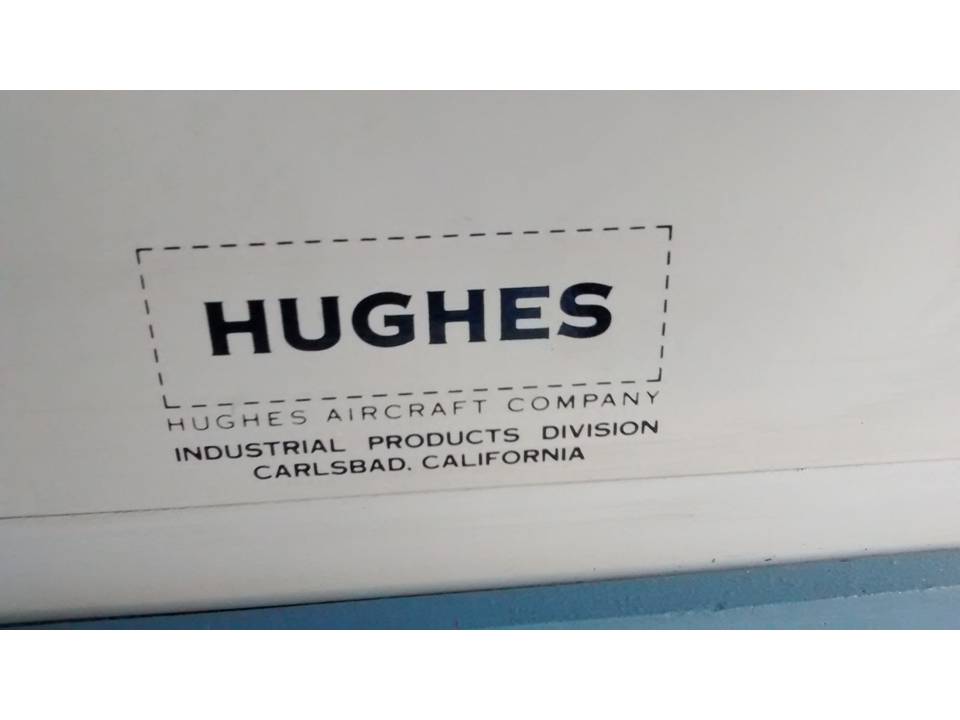 HUGHES
HUGHES AIRCRAFT COMPANY
INDUSTRIAL PRODUCTS DIVISION
CARLSBAD, CALIFORNIA